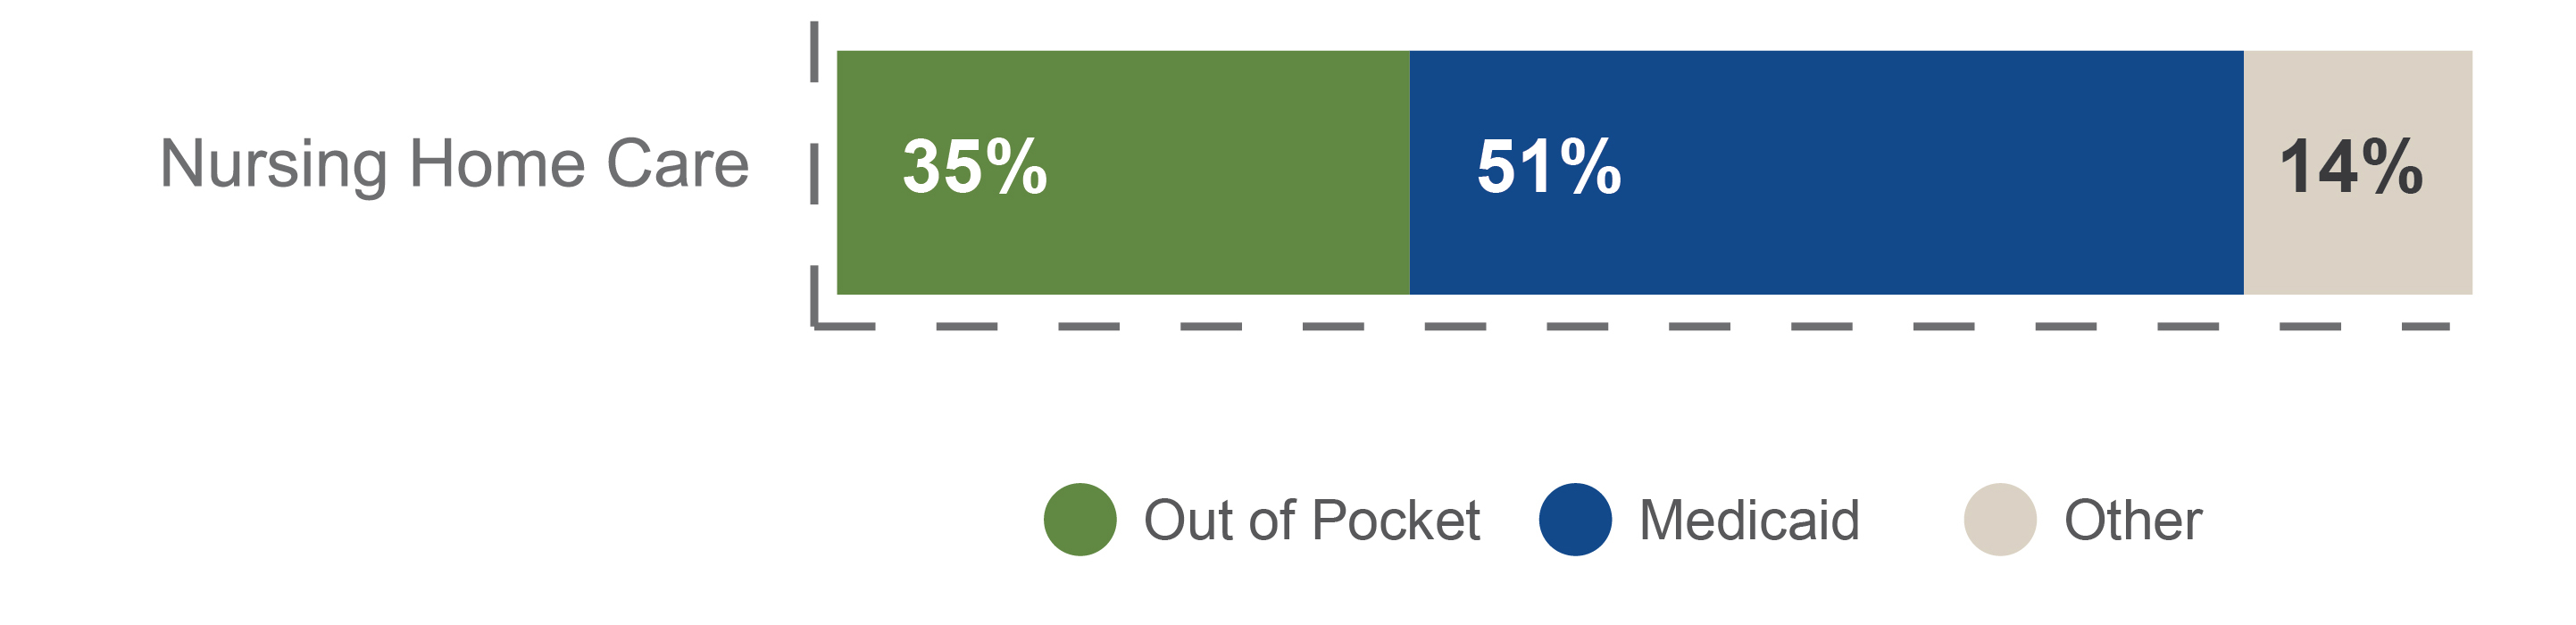 Nursing Home Care 35% 51% 14%
Out of Pocket Medicaid Other